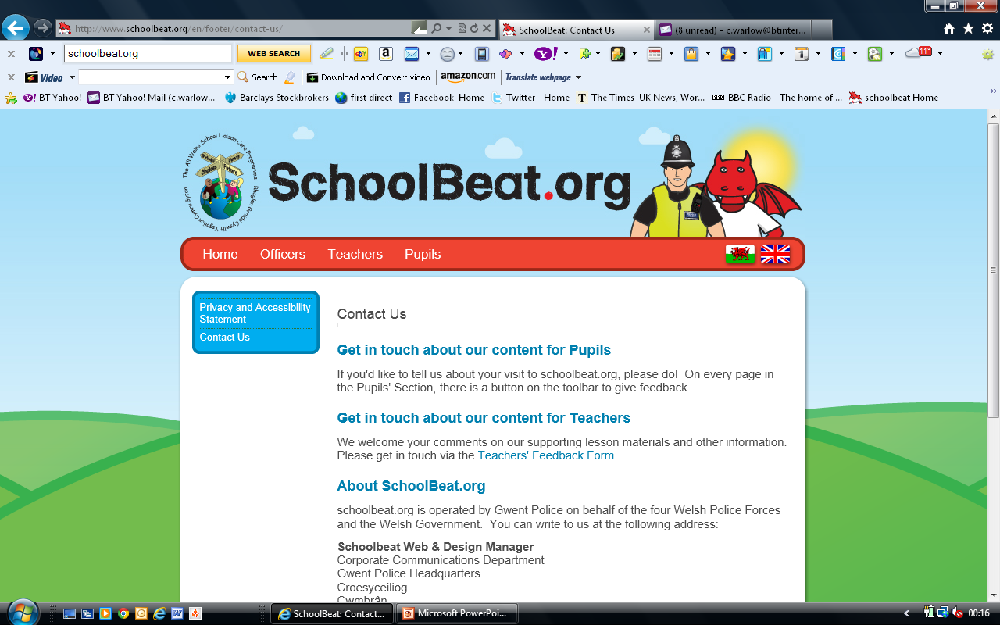 http://www.schoolbeat.org/en/footer/contact-us/
SchoolBeat: Contact Us
(8 unread) - c.warlow@btinter...
schoolbeat.org
WEB SEARCH
11°
Video
Search
Download and Convert video
amazon.com
Translate webpage
BT Yahoo!
BT Yahoo! Mail (c.warlow...
Barclays Stockbrokers
first direct
Facebook Home
Twitter - Home
The Times UK News, Wor...
BBC Radio - The home of ...
schoolbeat Home
The All Wales School Liaison Core Programme
SchoolBeat.org
Home
Officers
Teachers
Pupils
Privacy and Accessibility
Statement
Contact Us
Contact Us
Get in touch about our content for Pupils
If you'd like to tell us about your visit to schoolbeat.org, please do! On every page in
the Pupils' Section, there is a button on the toolbar to give feedback.
Get in touch about our content for Teachers
We welcome your comments on our supporting lesson materials and other information.
Please get in touch via the Teachers' Feedback Form.
About SchoolBeat.org
schoolbeat.org is operated by Gwent Police on behalf of the four Welsh Police Forces
and the Welsh Government. You can write to us at the following address:
Schoolbeat Web & Design Manager
Corporate Communications Department
Gwent Police Headquarters
Croesyceiliog
Cwmbrân
SchoolBeat: Contact...
Microsoft PowerPoi...
00:16